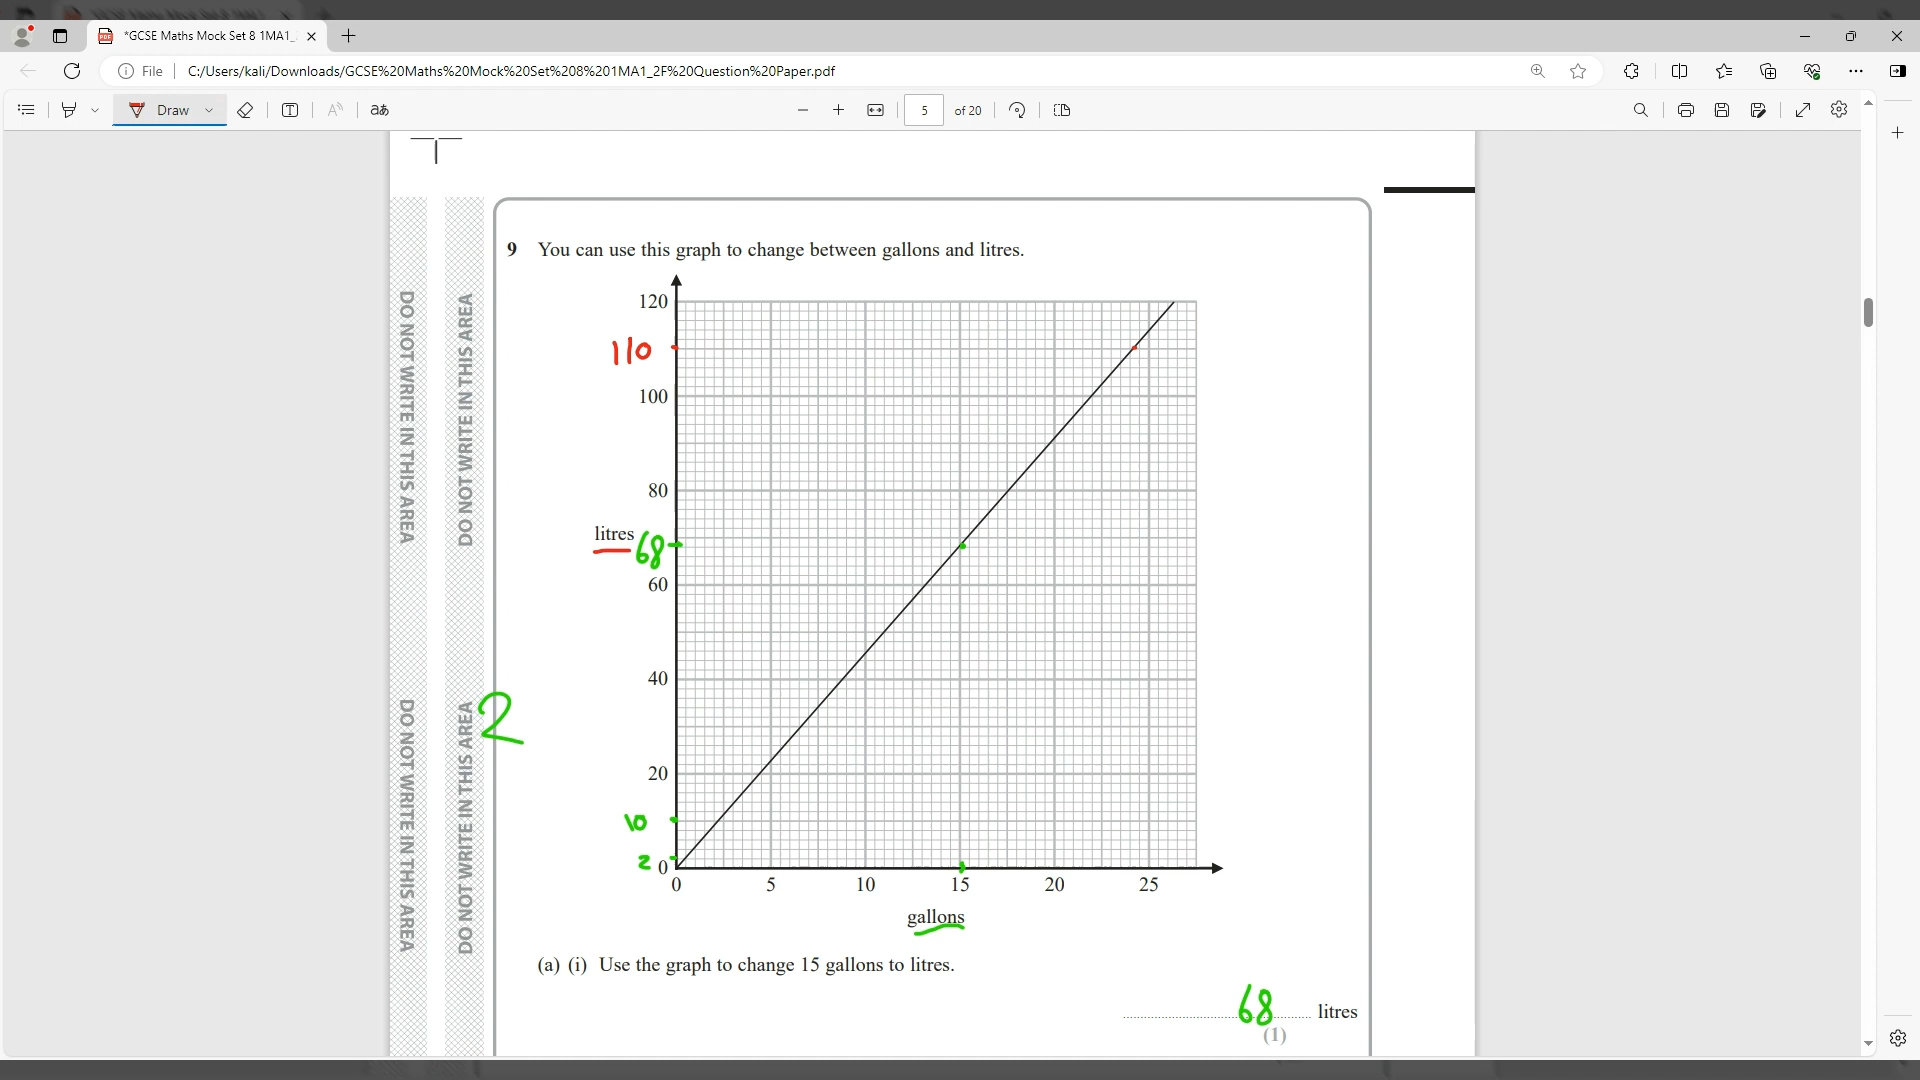 *GCSE Maths Mock Set 8 1MA1_
File C:/Users/kali/Downloads/GCSE%20Maths%20Mock%20Set%208%201MA1_2F%20Question%20Paper.pdf
Draw
aあ
5 of 20
9 You can use this graph to change between gallons and litres.
120
110
100
80
litres 68
60
40
2
20
10
2 0
0 5 10 15 20 25
gallons
(a) (i) Use the graph to change 15 gallons to litres.
68 litres
(1)
DO NOT WRITE IN THIS AREA
DO NOT WRITE IN THIS AREA
DO NOT WRITE IN THIS AREA
DO NOT WRITE IN THIS AREA